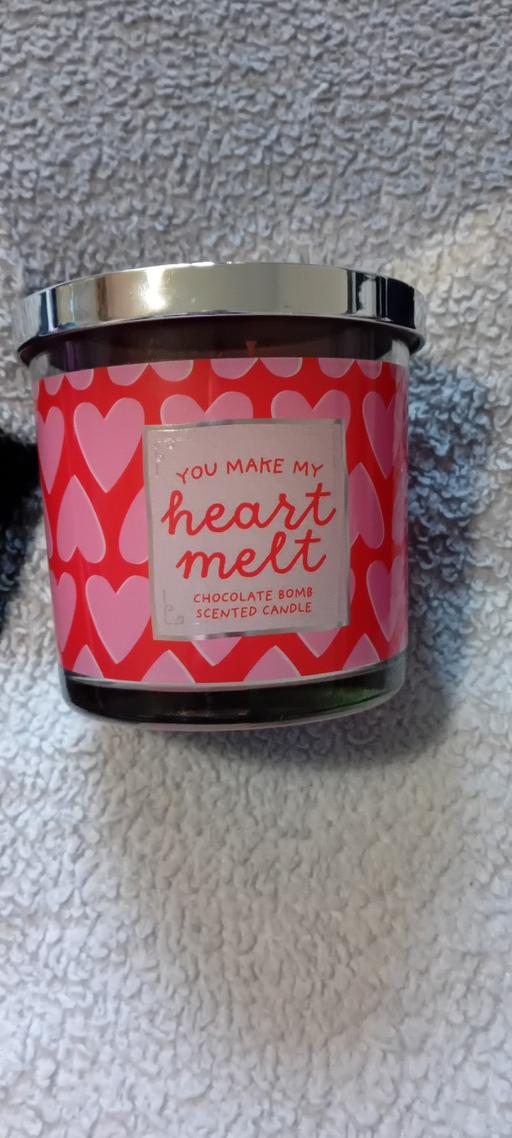 YOU MAKE MY
heart
melt
CHOCOLATE BOMB
SCENTED CANDLE